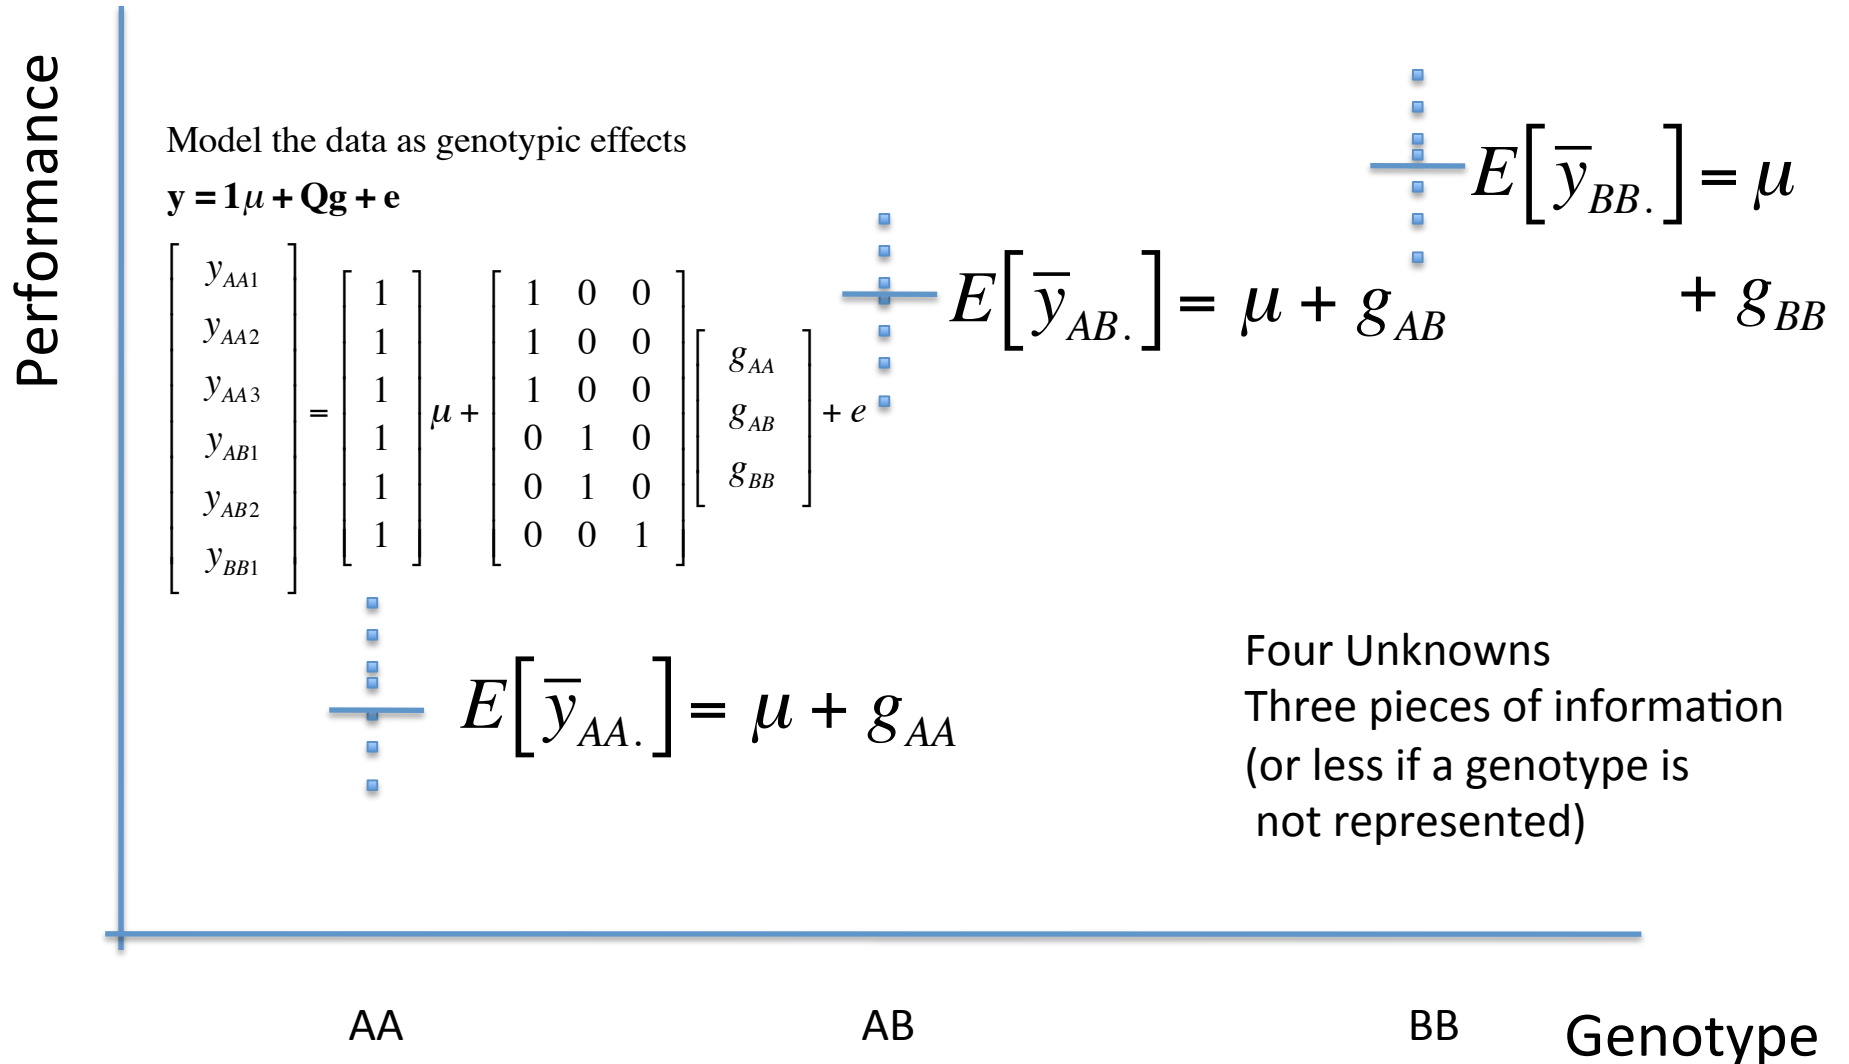 Performance
Model the data as genotypic effects
y = 1μ + Qg + e
[ y_AA1 ]
[ y_AA2 ]
[ y_AA3 ]
[ y_AB1 ]
[ y_AB2 ]
[ y_BB1 ]
=
[ 1 ]
[ 1 ]
[ 1 ]
[ 1 ]
[ 1 ]
[ 1 ]
μ +
[ 1 0 0 ]
[ 1 0 0 ]
[ 1 0 0 ]
[ 0 1 0 ]
[ 0 1 0 ]
[ 0 0 1 ]
[ g_AA ]
[ g_AB ]
[ g_BB ]
+ e
E[ȳ_AA.] = μ + g_AA
E[ȳ_AB.] = μ + g_AB
E[ȳ_BB.] = μ
+ g_BB
Four Unknowns
Three pieces of information
(or less if a genotype is
not represented)
AA
AB
BB
Genotype